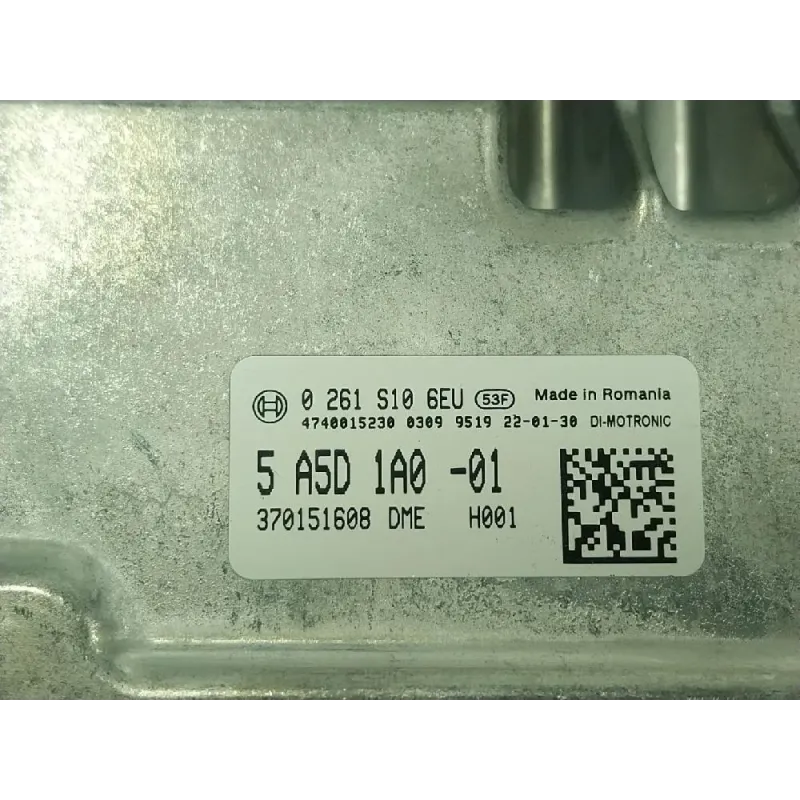 0 261 S10 6EU 53F Made in Romania
4740015230 0309 9519 22-01-30 DI-MOTRONIC
5 A5D 1A0 -01
370151608 DME H001